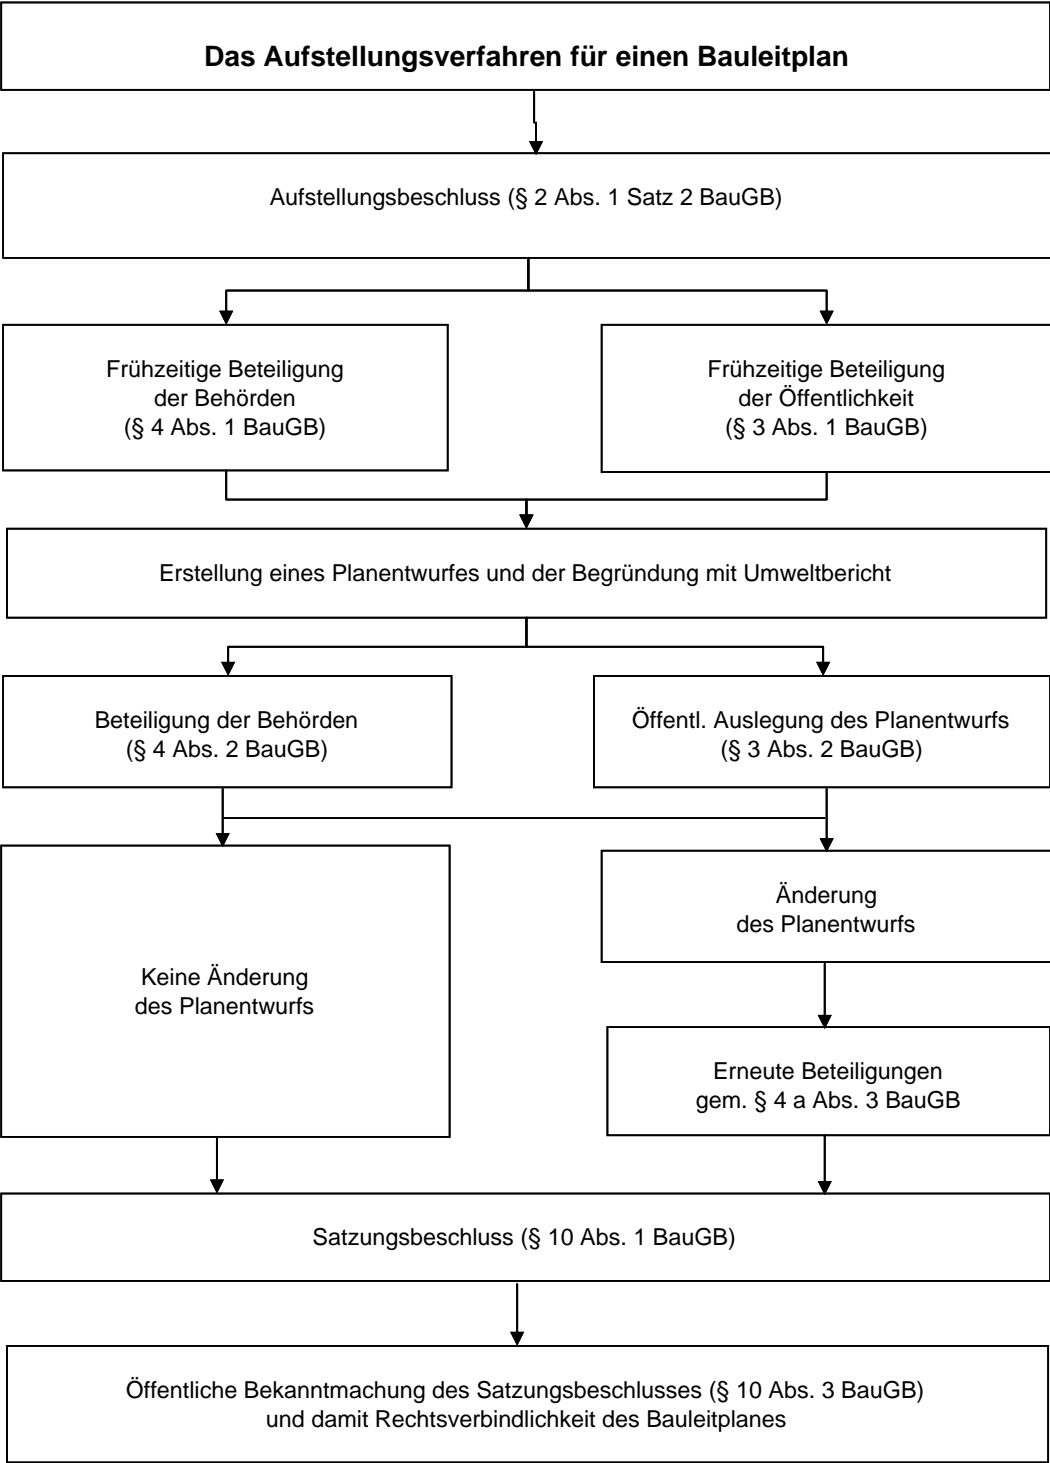 Das Aufstellungsverfahren für einen Bauleitplan
Aufstellungsbeschluss (§ 2 Abs. 1 Satz 2 BauGB)
Frühzeitige Beteiligung
der Behörden
(§ 4 Abs. 1 BauGB)
Frühzeitige Beteiligung
der Öffentlichkeit
(§ 3 Abs. 1 BauGB)
Erstellung eines Planentwurfes und der Begründung mit Umweltbericht
Beteiligung der Behörden
(§ 4 Abs. 2 BauGB)
Öffentl. Auslegung des Planentwurfs
(§ 3 Abs. 2 BauGB)
Keine Änderung
des Planentwurfs
Änderung
des Planentwurfs
Erneute Beteiligungen
gem. § 4 a Abs. 3 BauGB
Satzungsbeschluss (§ 10 Abs. 1 BauGB)
Öffentliche Bekanntmachung des Satzungsbeschlusses (§ 10 Abs. 3 BauGB)
und damit Rechtsverbindlichkeit des Bauleitplanes